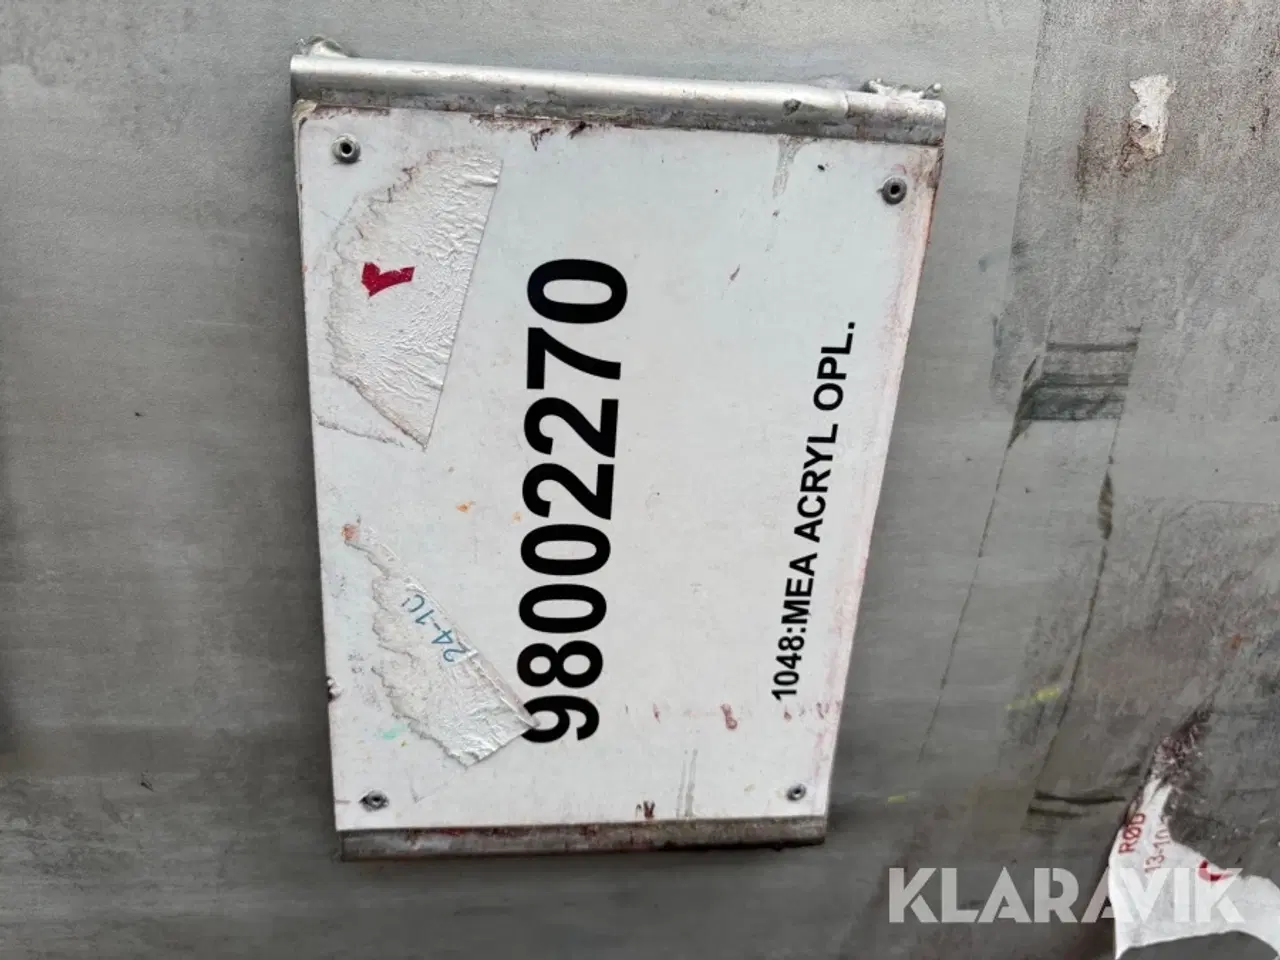 98002270
1048:MEA ACRYL OPL.
24-10
RØD
13-10
KLARAVIK